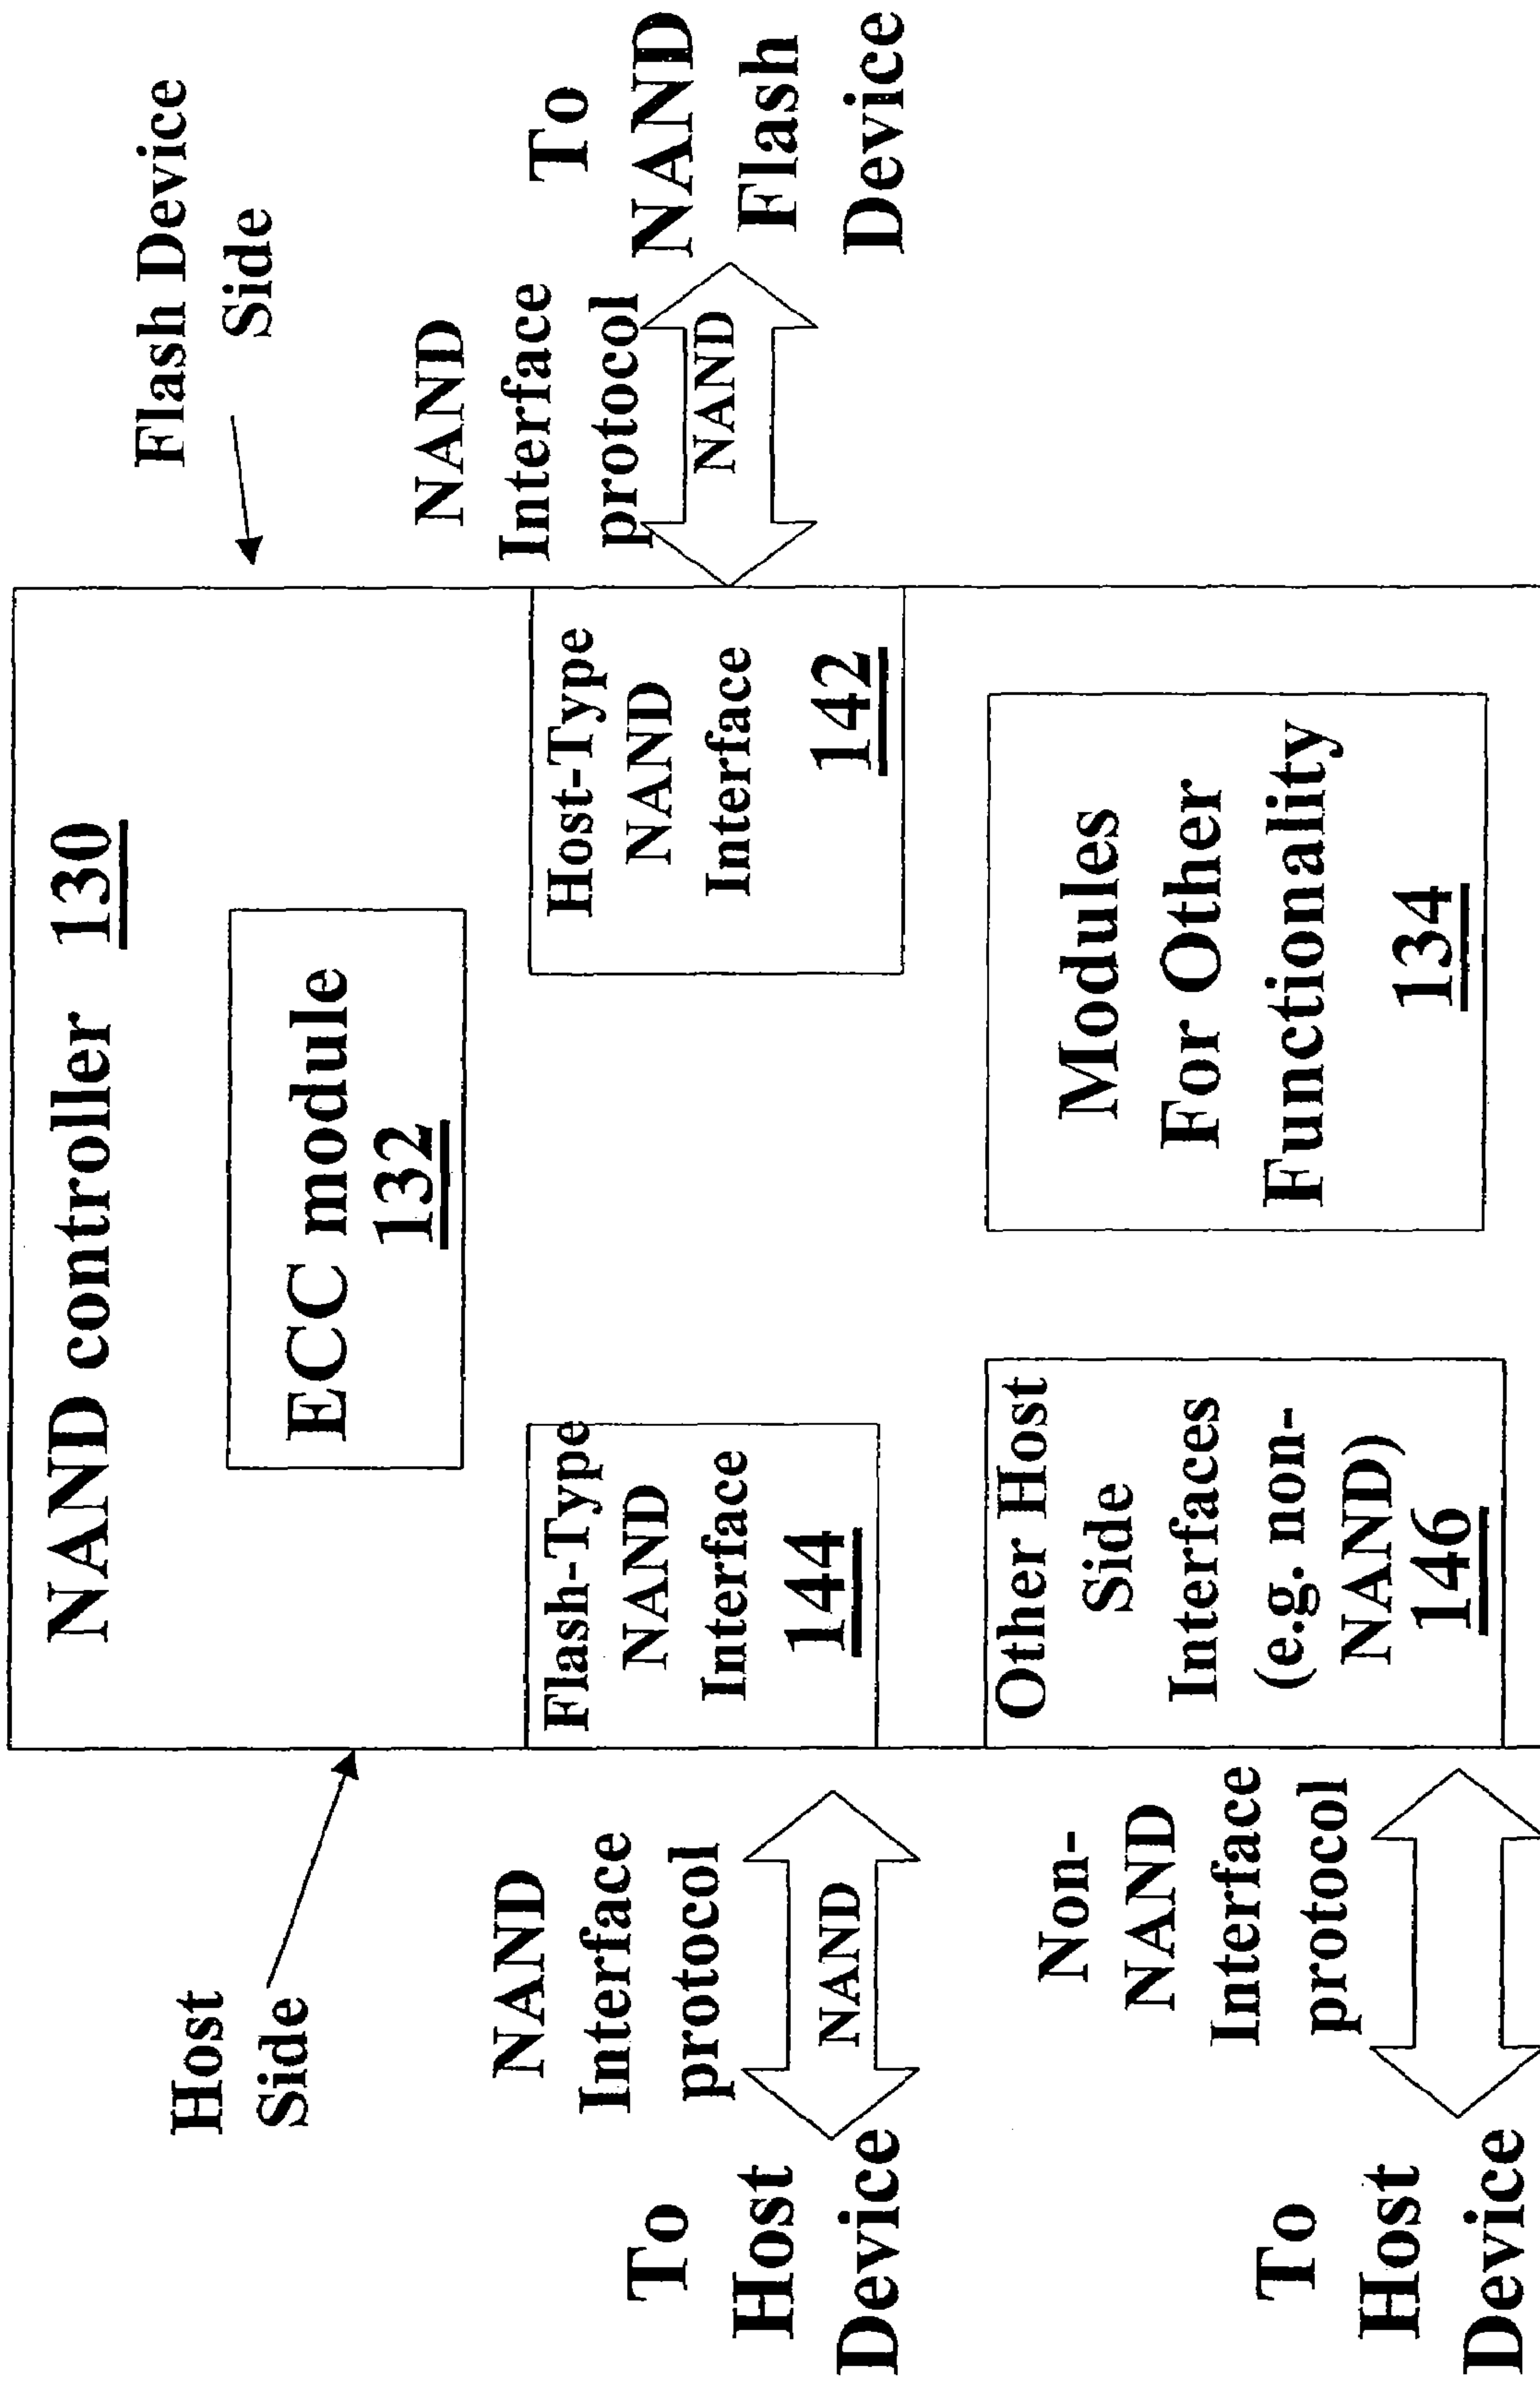 Flash Device
Side
Host
Side
NAND controller 130
ECC module
132
Flash-Type
NAND
Interface
144
Host-Type
NAND
Interface
142
NAND
Interface
protocol
NAND
To
NAND
Flash
Device
NAND
Interface
protocol
NAND
To
Host
Device
Other Host
Side
Interfaces
(e.g. non-
NAND)
146
Modules
For Other
Functionality
134
Non-
NAND
Interface
protocol
To
Host
Device